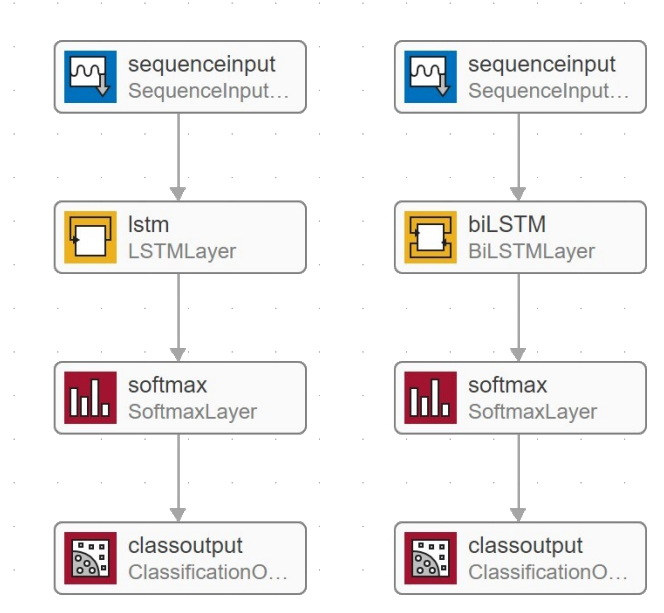 sequenceinput
SequenceInput...
lstm
LSTMLayer
softmax
SoftmaxLayer
classoutput
ClassificationO...
sequenceinput
SequenceInput...
biLSTM
BiLSTMLayer
softmax
SoftmaxLayer
classoutput
ClassificationO...